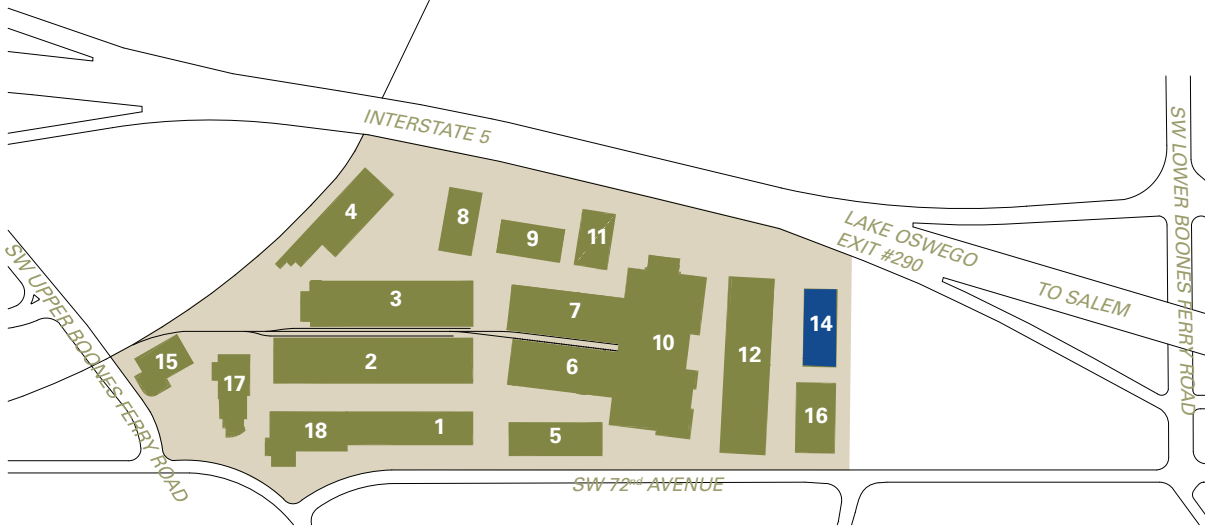 INTERSTATE 5
SW LOWER BOONES FERRY ROAD
LAKE OSWEGO
EXIT #290
TO SALEM
SW UPPER BOONES FERRY ROAD
4
8
9
11
3
7
14
10
12
2
6
15
17
16
18
1
5
SW 72nd AVENUE